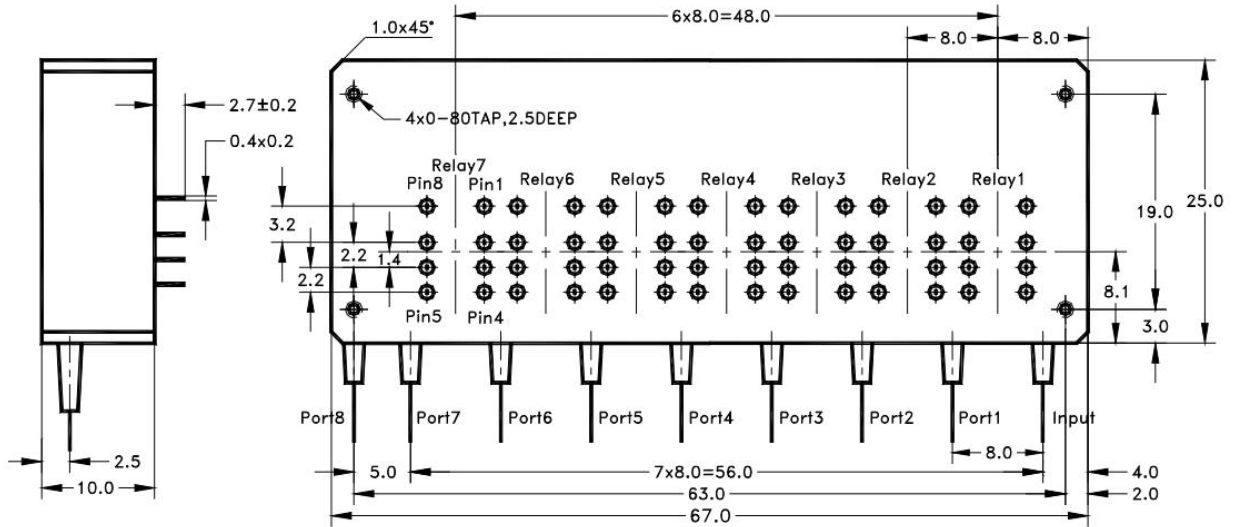 6x8.0=48.0
1.0x45°
8.0
8.0
2.7±0.2
0.4x0.2
4x0-80TAP,2.5DEEP
Relay7
Relay6
Relay5
Relay4
Relay3
Relay2
Relay1
Pin8
Pin1
3.2
2.2
1.4
2.2
19.0
25.0
8.1
3.0
Pin5
Pin4
Port8
Port7
Port6
Port5
Port4
Port3
Port2
Port1
Input
2.5
10.0
5.0
7x8.0=56.0
8.0
4.0
63.0
2.0
67.0